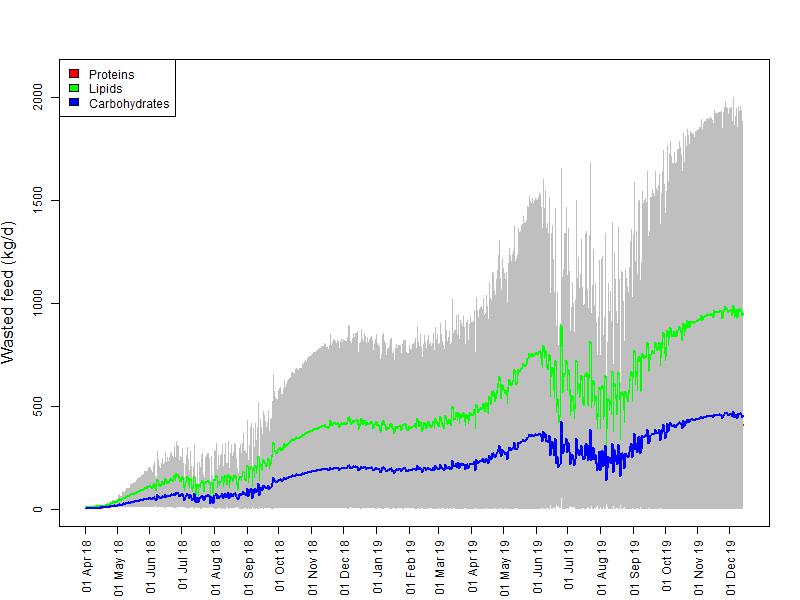 Proteins
Lipids
Carbohydrates
Wasted feed (kg/d)
2000
1500
1000
500
0
01 Apr 18
01 May 18
01 Jun 18
01 Jul 18
01 Aug 18
01 Sep 18
01 Oct 18
01 Nov 18
01 Dec 18
01 Jan 19
01 Feb 19
01 Mar 19
01 Apr 19
01 May 19
01 Jun 19
01 Jul 19
01 Aug 19
01 Sep 19
01 Oct 19
01 Nov 19
01 Dec 19